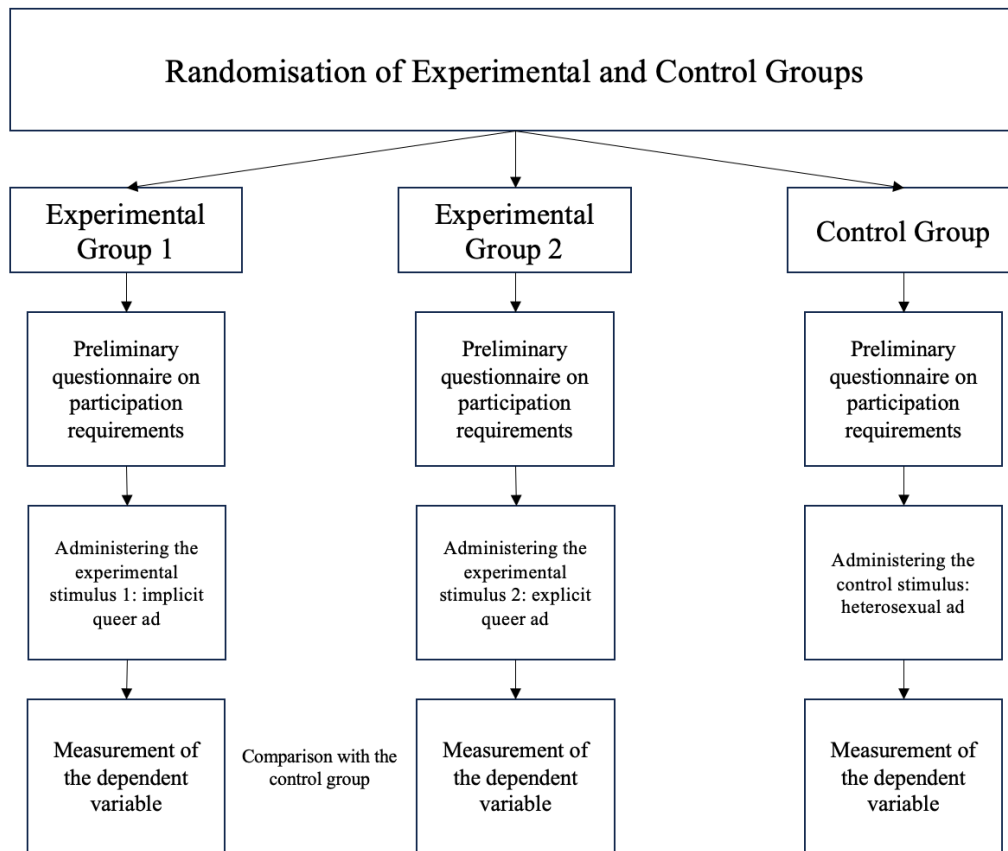 Randomisation of Experimental and Control Groups
Experimental
Group 1
Experimental
Group 2
Control Group
Preliminary
questionnaire on
participation
requirements
Preliminary
questionnaire on
participation
requirements
Preliminary
questionnaire on
participation
requirements
Administering the
experimental
stimulus 1: implicit
queer ad
Administering the
experimental
stimulus 2: explicit
queer ad
Administering the
control stimulus:
heterosexual ad
Measurement of
the dependent
variable
Comparison with the
control group
Measurement of
the dependent
variable
Measurement of
the dependent
variable